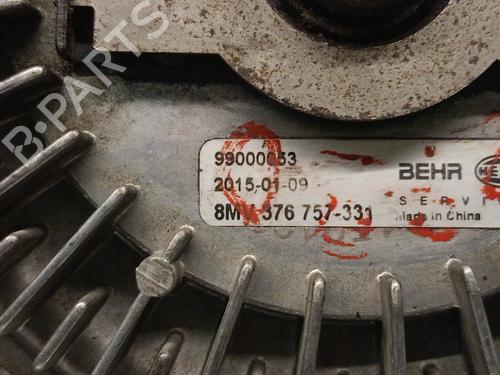 B-PARTS
99000053
2015-01-09
8MV 376 757-331
BEHR
SERVI
Made in China